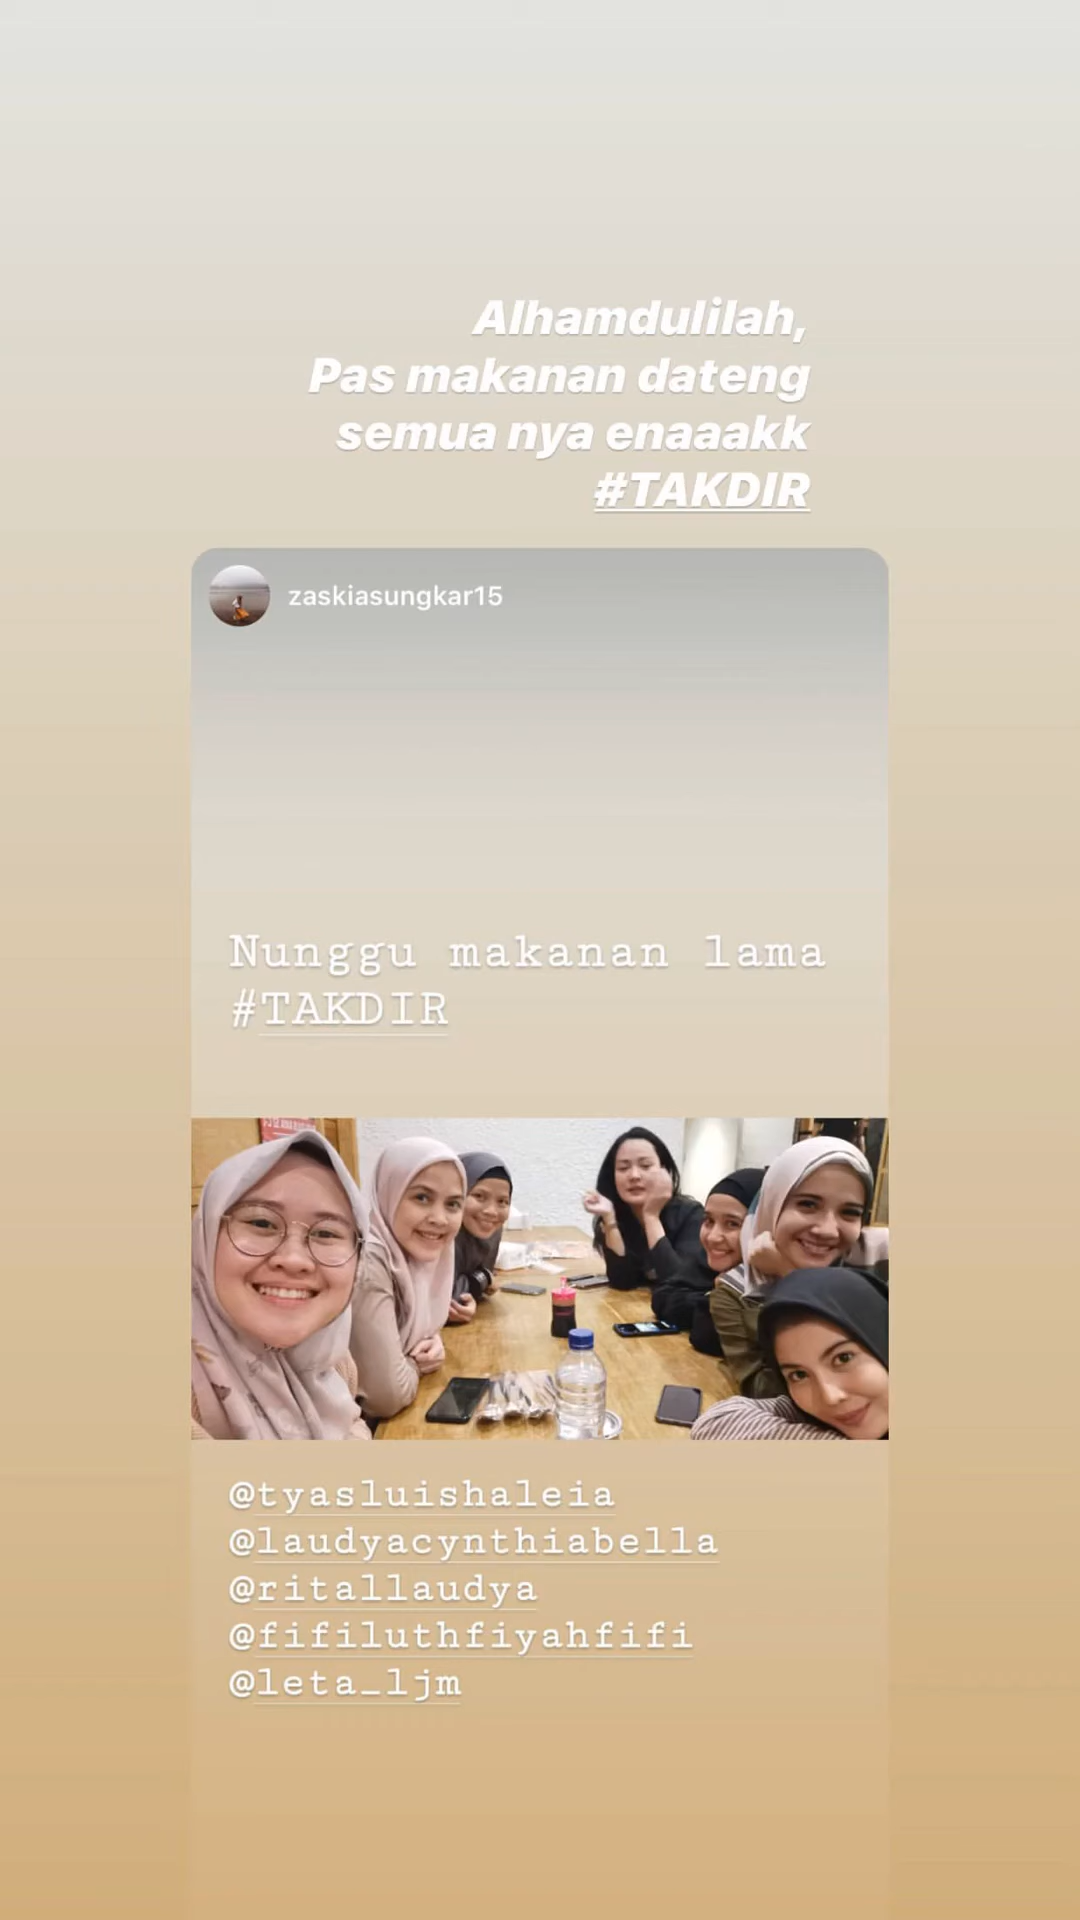 Alhamdulilah,
Pas makanan dateng
semua nya enaaakk
#TAKDIR
zaskiasungkar15
Nunggu makanan lama
#TAKDIR
@tyasluishaleia
@laudyacynthiabella
@ritallaudya
@fifiluthfiyahfifi
@leta_ljm